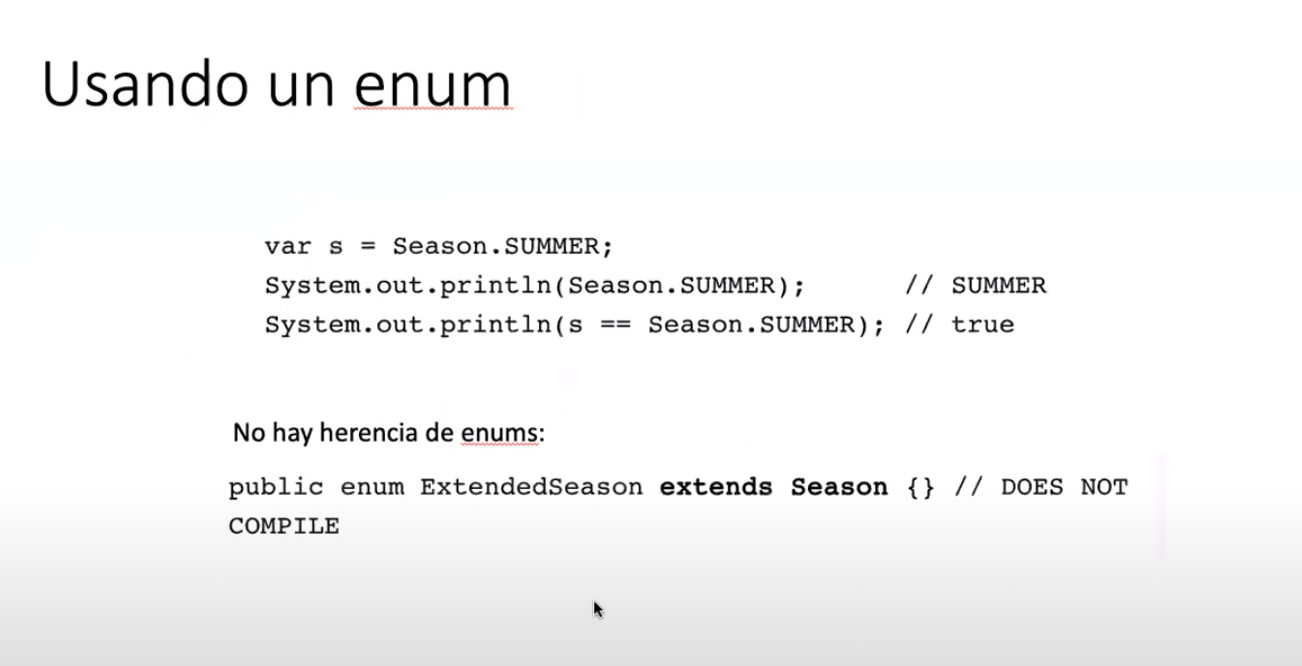 Usando un enum
var s = Season.SUMMER;
System.out.println(Season.SUMMER);      // SUMMER
System.out.println(s == Season.SUMMER); // true
No hay herencia de enums:
public enum ExtendedSeason extends Season {} // DOES NOT
COMPILE